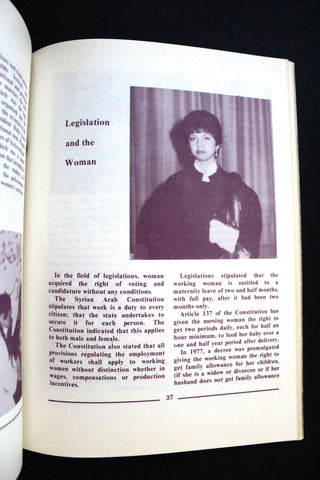 Legislation
and the
Woman
In the field of legislations, woman
acquired the right of voting and
candidature without any conditions.
The Syrian Arab Constitution
stipulates that work is a duty to every
citizen; that the state undertakes to
secure it for each person. The
Constitution indicated that this applies
to both male and female.
The Constitution also stated that all
provisions regulating the employment
of workers shall apply to working
women without distinction whether in
wages, compensations or production
incentives.
Legislations stipulated that the
working woman is entitled to a
maternity leave of two and half months,
with full pay, after it had been two
months only.
Article 137 of the Constitution has
given the nursing woman the right to
get two periods daily, each for half an
hour minimum, to feed her baby over a
one and half year period after delivery.
In 1977, a decree was promulgated
giving the working woman the right to
get family allowance for her children,
(if she is a widow or divorcee or if her
husband does not get family allowance
37